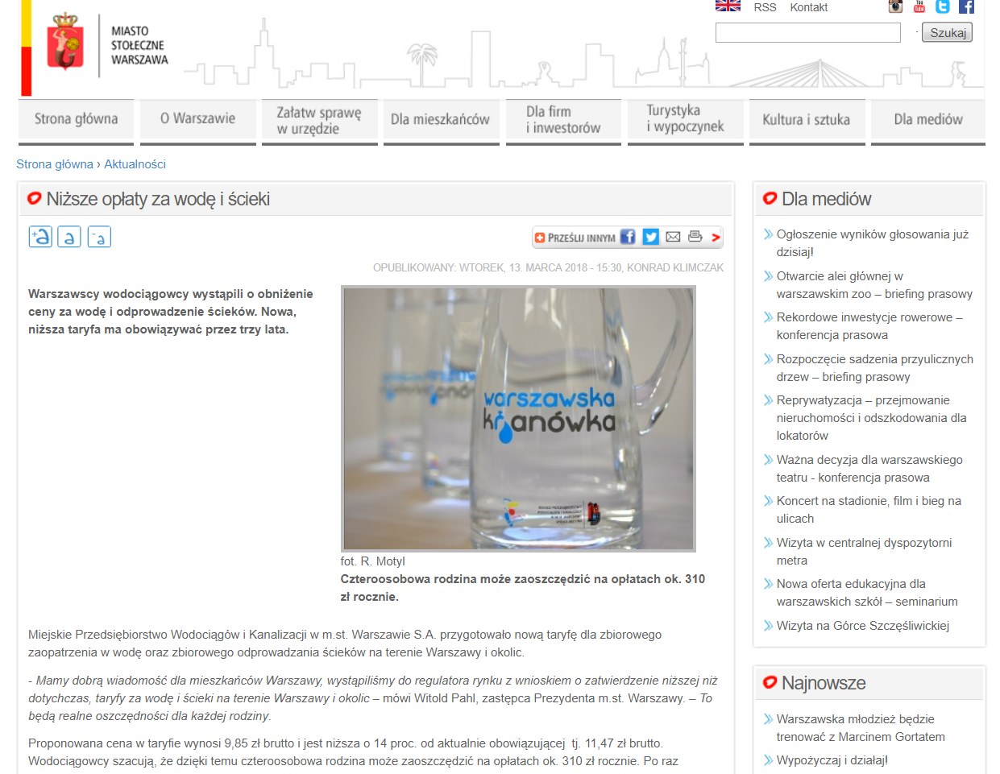 MIASTO
STOŁECZNE
WARSZAWA
RSS
Kontakt
Szukaj
Strona główna
O Warszawie
Załatw sprawę
w urzędzie
Dla mieszkańców
Dla firm
i inwestorów
Turystyka
i wypoczynek
Kultura i sztuka
Dla mediów
Strona główna › Aktualności
Niższe opłaty za wodę i ścieki
+a a -a
PRZEŚLIJ INNYM
OPUBLIKOWANY: WTOREK, 13. MARCA 2018 - 15:30, KONRAD KLIMCZAK
Warszawscy wodociągowcy wystąpili o obniżenie
ceny za wodę i odprowadzenie ścieków. Nowa,
niższa taryfa ma obowiązywać przez trzy lata.
warszawska
kranówka
fot. R. Motyl
Czteroosobowa rodzina może zaoszczędzić na opłatach ok. 310
zł rocznie.
Miejskie Przedsiębiorstwo Wodociągów i Kanalizacji w m.st. Warszawie S.A. przygotowało nową taryfę dla zbiorowego
zaopatrzenia w wodę oraz zbiorowego odprowadzania ścieków na terenie Warszawy i okolic.
- Mamy dobrą wiadomość dla mieszkańców Warszawy, wystąpiliśmy do regulatora rynku z wnioskiem o zatwierdzenie niższej niż
dotychczas, taryfy za wodę i ścieki na terenie Warszawy i okolic – mówi Witold Pahl, zastępca Prezydenta m.st. Warszawy. – To
będą realne oszczędności dla każdej rodziny.
Proponowana cena w taryfie wynosi 9,85 zł brutto i jest niższa o 14 proc. od aktualnie obowiązującej tj. 11,47 zł brutto.
Wodociągowcy szacują, że dzięki temu czteroosobowa rodzina może zaoszczędzić na opłatach ok. 310 zł rocznie. Po raz
Dla mediów
Ogłoszenie wyników głosowania już
dzisiaj!
Otwarcie alei głównej w
warszawskim zoo – briefing prasowy
Rekordowe inwestycje rowerowe –
konferencja prasowa
Rozpoczęcie sadzenia przyulicznych
drzew – briefing prasowy
Reprywatyzacja – przejmowanie
nieruchomości i odszkodowania dla
lokatorów
Ważna decyzja dla warszawskiego
teatru - konferencja prasowa
Koncert na stadionie, film i bieg na
ulicach
Wizyta w centralnej dyspozytorni
metra
Nowa oferta edukacyjna dla
warszawskich szkół – seminarium
Wizyta na Górce Szczęśliwickiej
Najnowsze
Warszawska młodzież będzie
trenować z Marcinem Gortatem
Wypożyczaj i działaj!